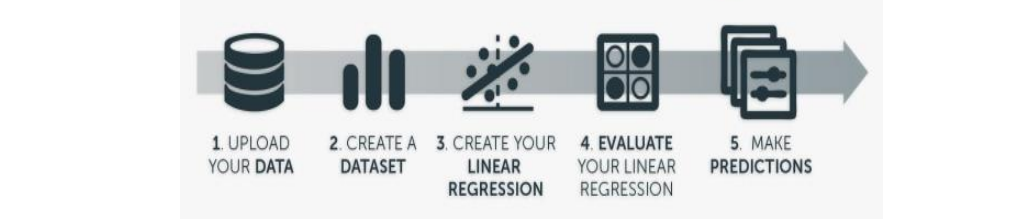 1. UPLOAD
YOUR DATA
2. CREATE A
DATASET
3. CREATE YOUR
LINEAR
REGRESSION
4. EVALUATE
YOUR LINEAR
REGRESSION
5. MAKE
PREDICTIONS